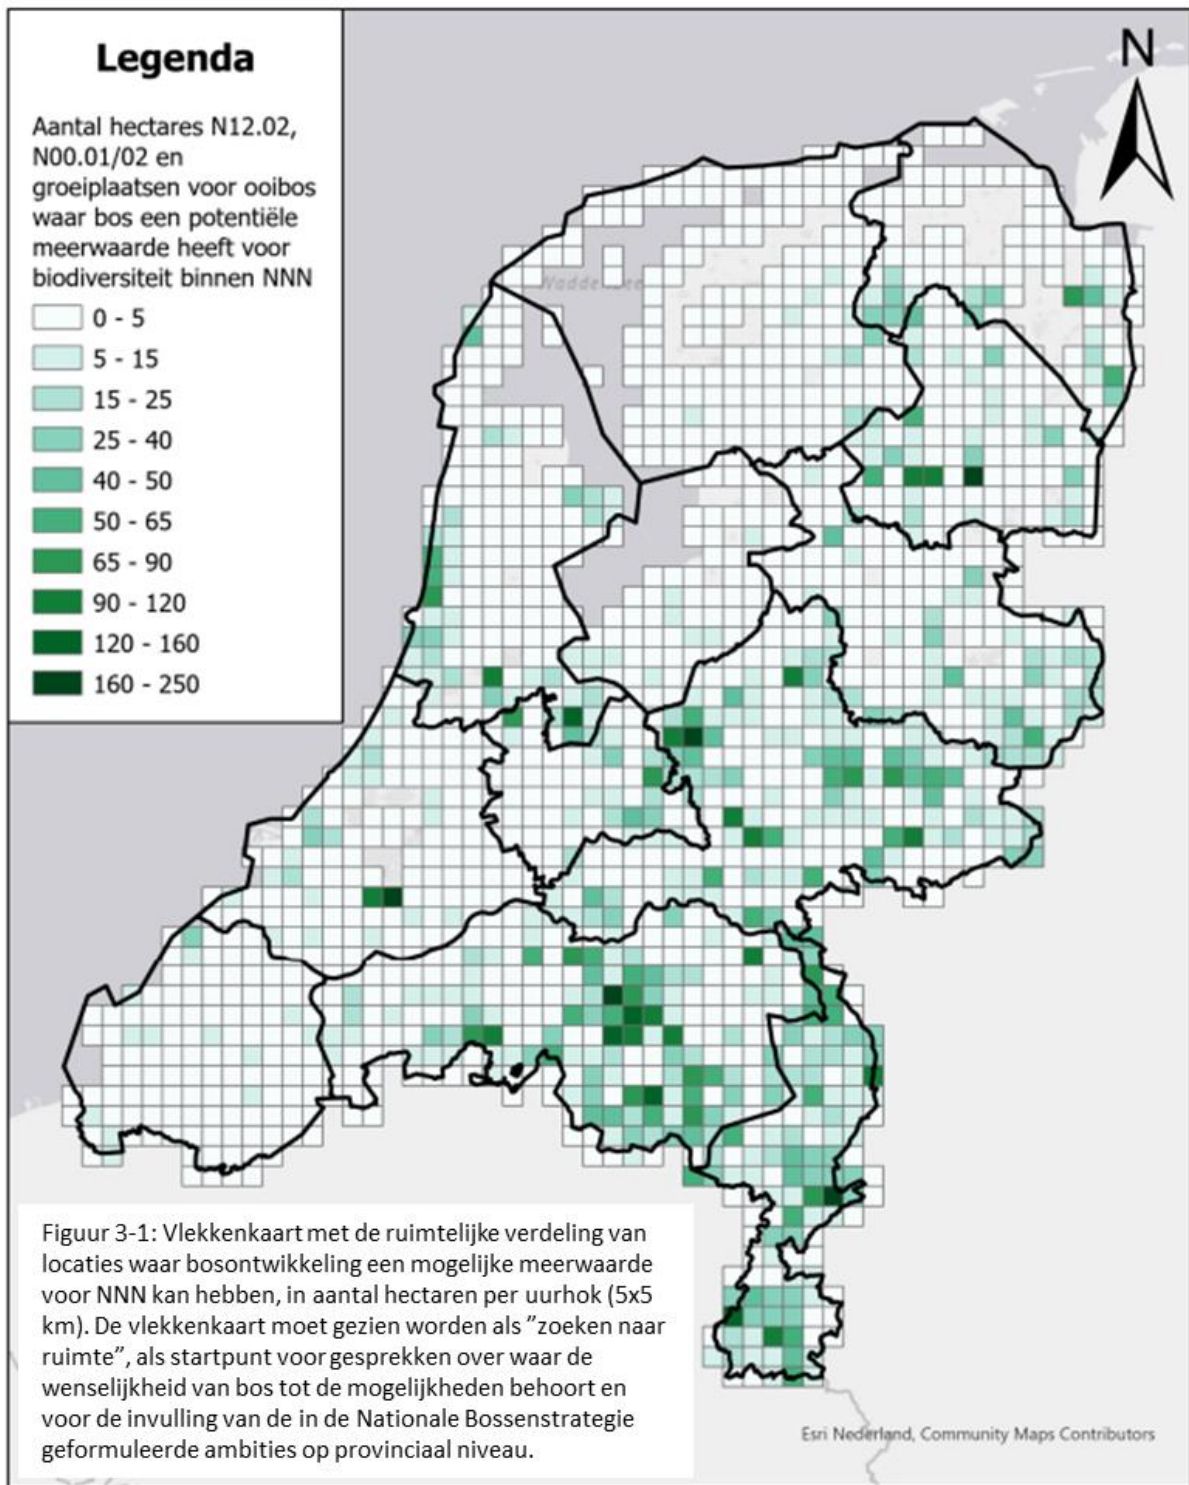 Legenda
Aantal hectares N12.02,
N00.01/02 en
groeiplaatsen voor ooibos
waar bos een potentiële
meerwaarde heeft voor
biodiversiteit binnen NNN
0 - 5
5 - 15
15 - 25
25 - 40
40 - 50
50 - 65
65 - 90
90 - 120
120 - 160
160 - 250
N
Waddenzee
Figuur 3-1: Vlekkenkaart met de ruimtelijke verdeling van
locaties waar bosontwikkeling een mogelijke meerwaarde
voor NNN kan hebben, in aantal hectaren per uurhok (5x5
km). De vlekkenkaart moet gezien worden als ”zoeken naar
ruimte”, als startpunt voor gesprekken over waar de
wenselijkheid van bos tot de mogelijkheden behoort en
voor de invulling van de in de Nationale Bossenstrategie
geformuleerde ambities op provinciaal niveau.
Esri Nederland, Community Maps Contributors